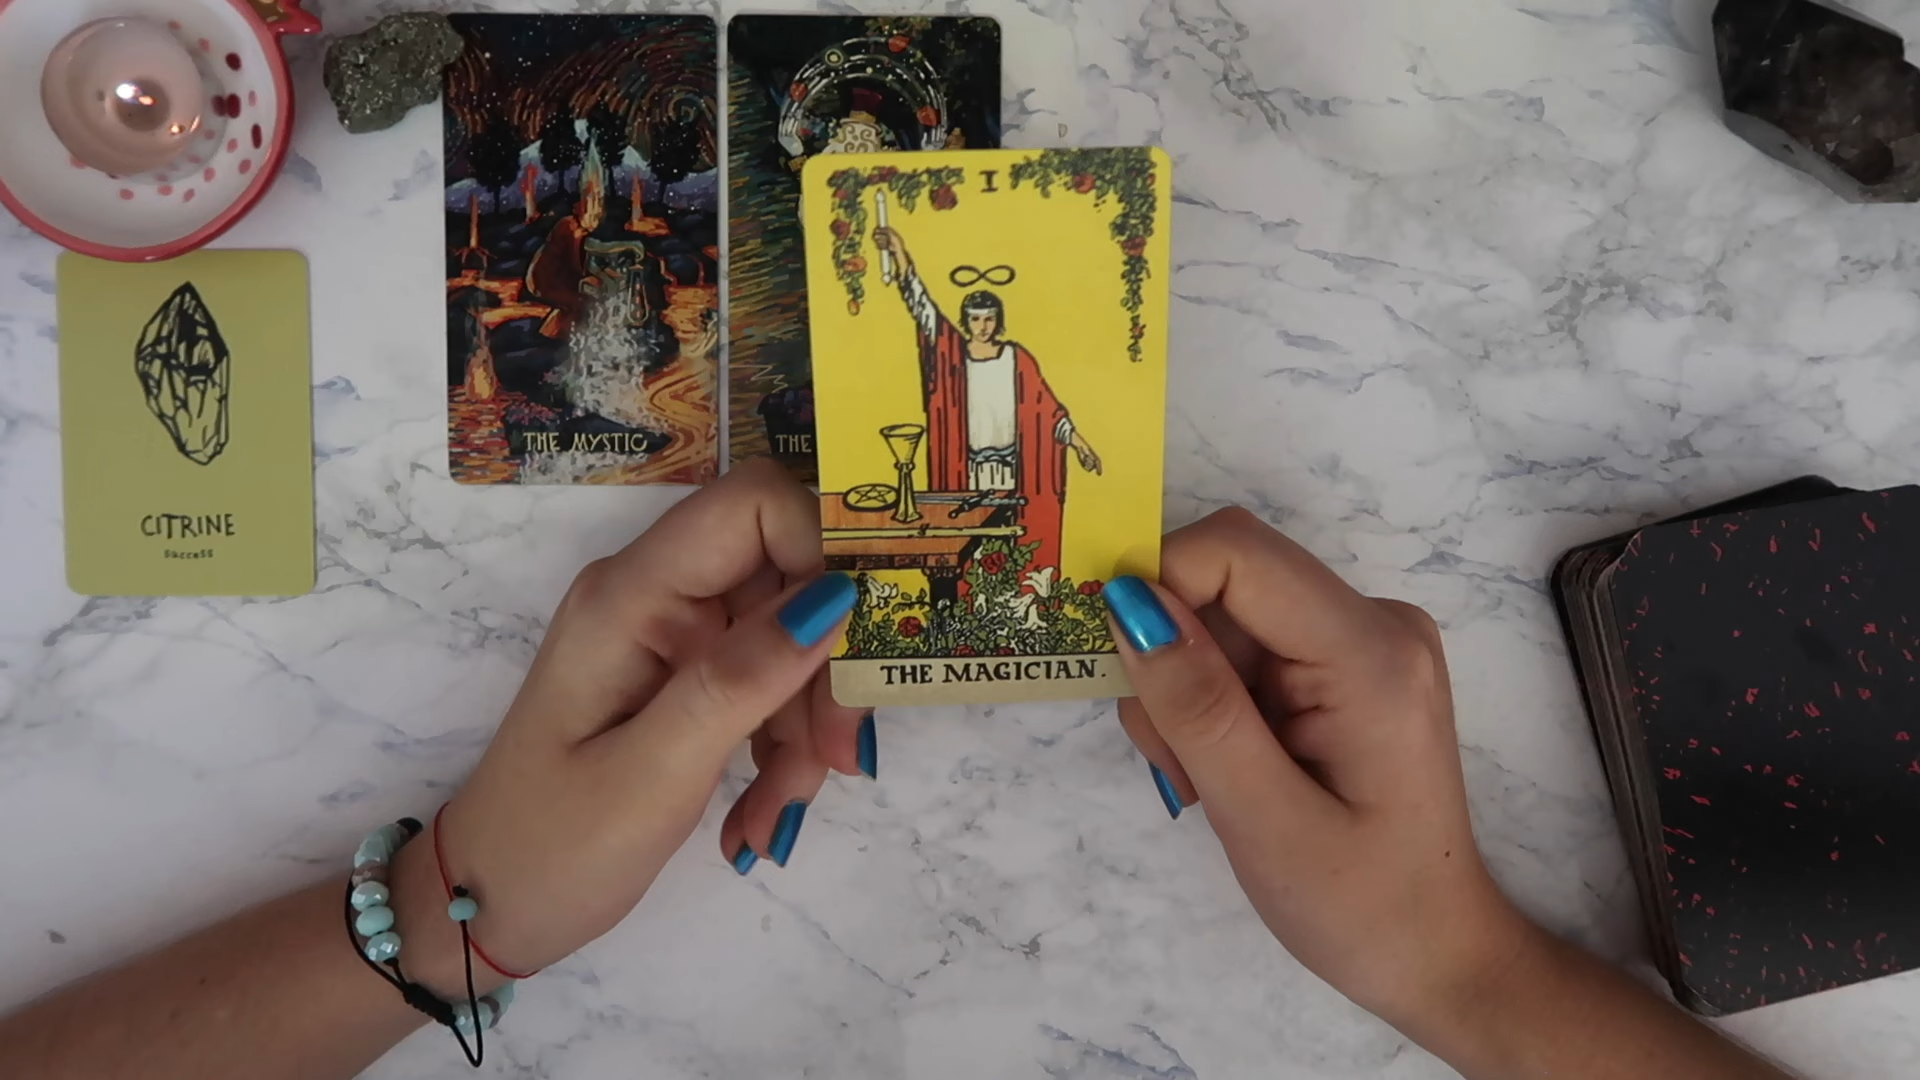 THE MYSTIC
THE
I
THE MAGICIAN.
CITRINE
success